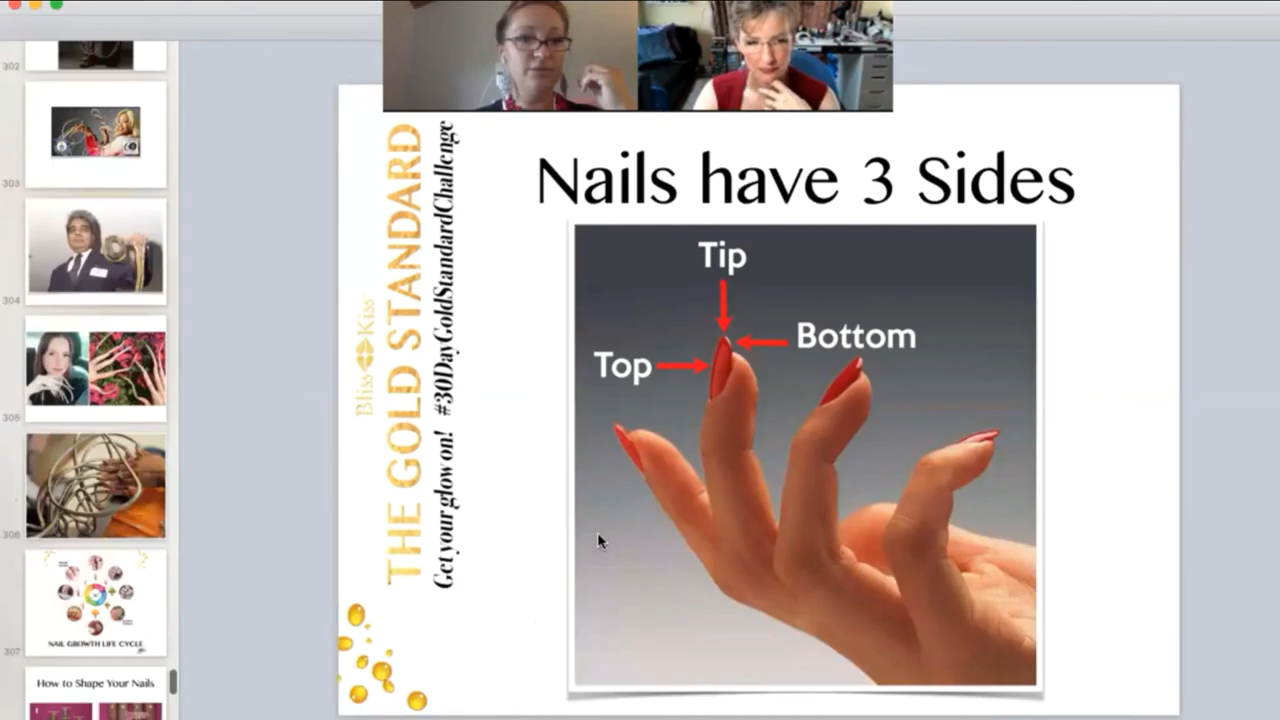 302
303
304
305
306
NAIL GROWTH LIFE CYCLE
307
How to Shape Your Nails
Bliss Kiss
THE GOLD STANDARD
Get your glow on! #30DayGoldStandardChallenge
Nails have 3 Sides
Tip
Bottom
Top